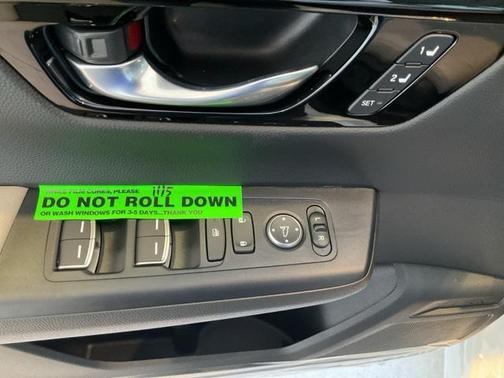 1
2
SET
WHILE FILM CURES, PLEASE
DO NOT ROLL DOWN
OR WASH WINDOWS FOR 3-5 DAYS...THANK YOU
L
R